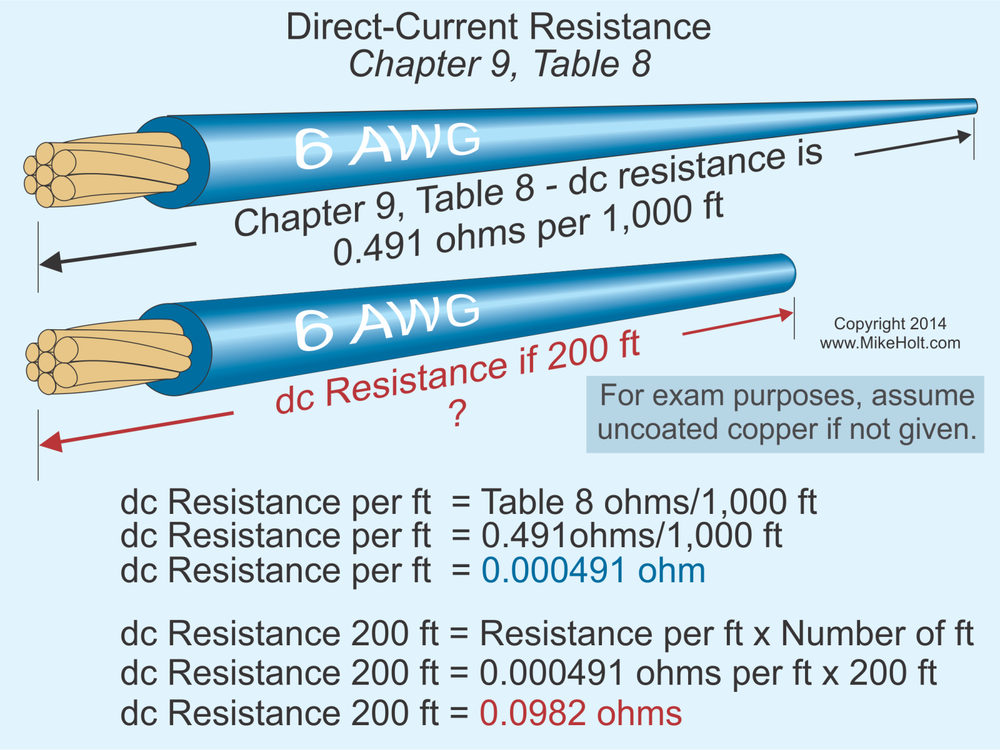 Direct-Current Resistance
Chapter 9, Table 8
6 AWG
Chapter 9, Table 8 - dc resistance is
0.491 ohms per 1,000 ft
6 AWG
dc Resistance if 200 ft
?
Copyright 2014
www.MikeHolt.com
For exam purposes, assume
uncoated copper if not given.
dc Resistance per ft = Table 8 ohms/1,000 ft
dc Resistance per ft = 0.491ohms/1,000 ft
dc Resistance per ft = 0.000491 ohm
dc Resistance 200 ft = Resistance per ft x Number of ft
dc Resistance 200 ft = 0.000491 ohms per ft x 200 ft
dc Resistance 200 ft = 0.0982 ohms